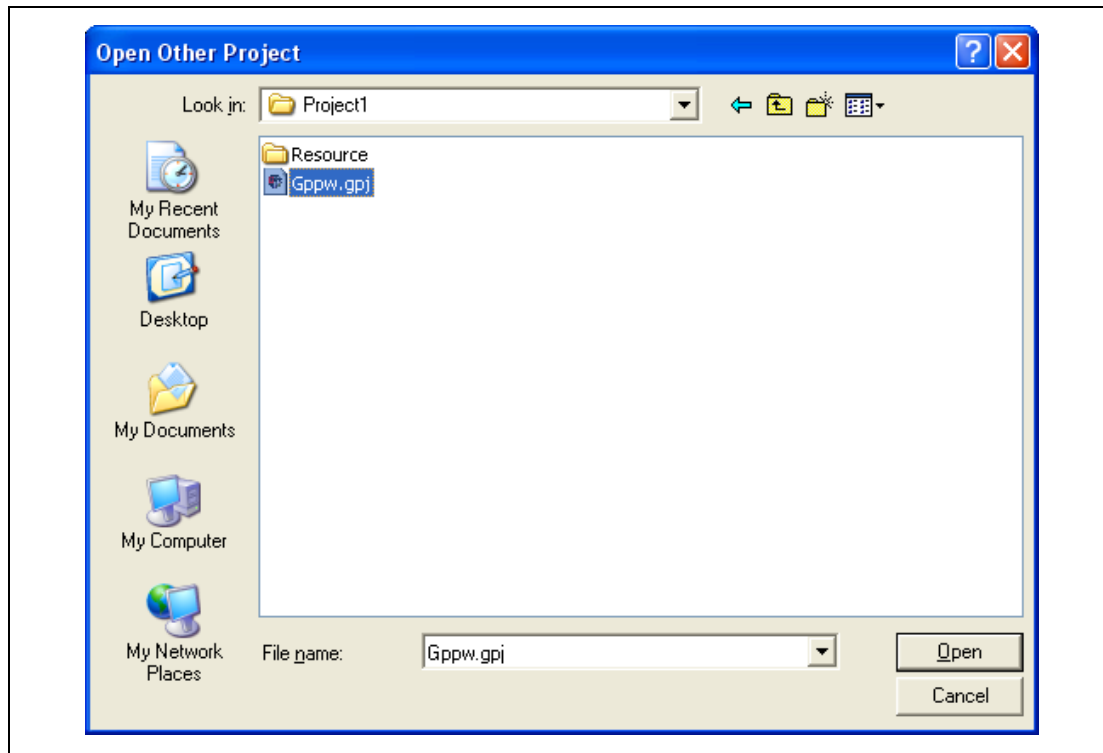 Open Other Project
Look in:
Project1
Resource
Gppw.gpj
My Recent
Documents
Desktop
My Documents
My Computer
My Network
Places
File name:
Gppw.gpj
Open
Cancel